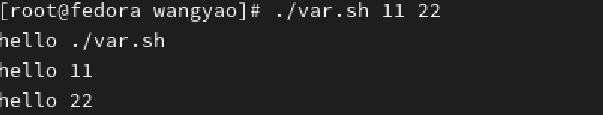 [root@fedora wangyao]# ./var.sh 11 22
hello ./var.sh
hello 11
hello 22